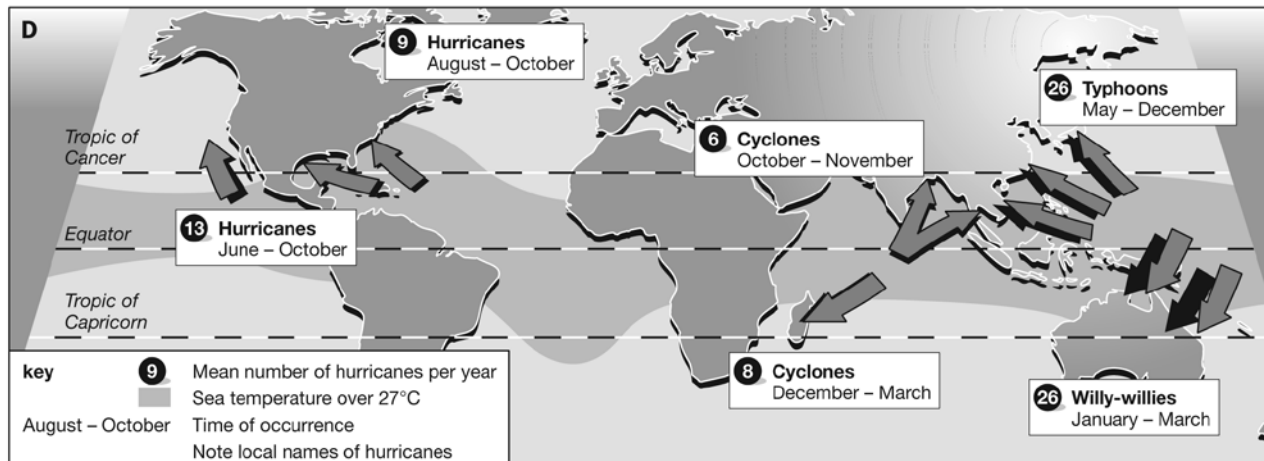 D
9 Hurricanes
August – October
26 Typhoons
May – December
6 Cyclones
October – November
Tropic of
Cancer
13 Hurricanes
June – October
Equator
Tropic of
Capricorn
8 Cyclones
December – March
26 Willy-willies
January – March
key
9 Mean number of hurricanes per year
Sea temperature over 27°C
August – October Time of occurrence
Note local names of hurricanes